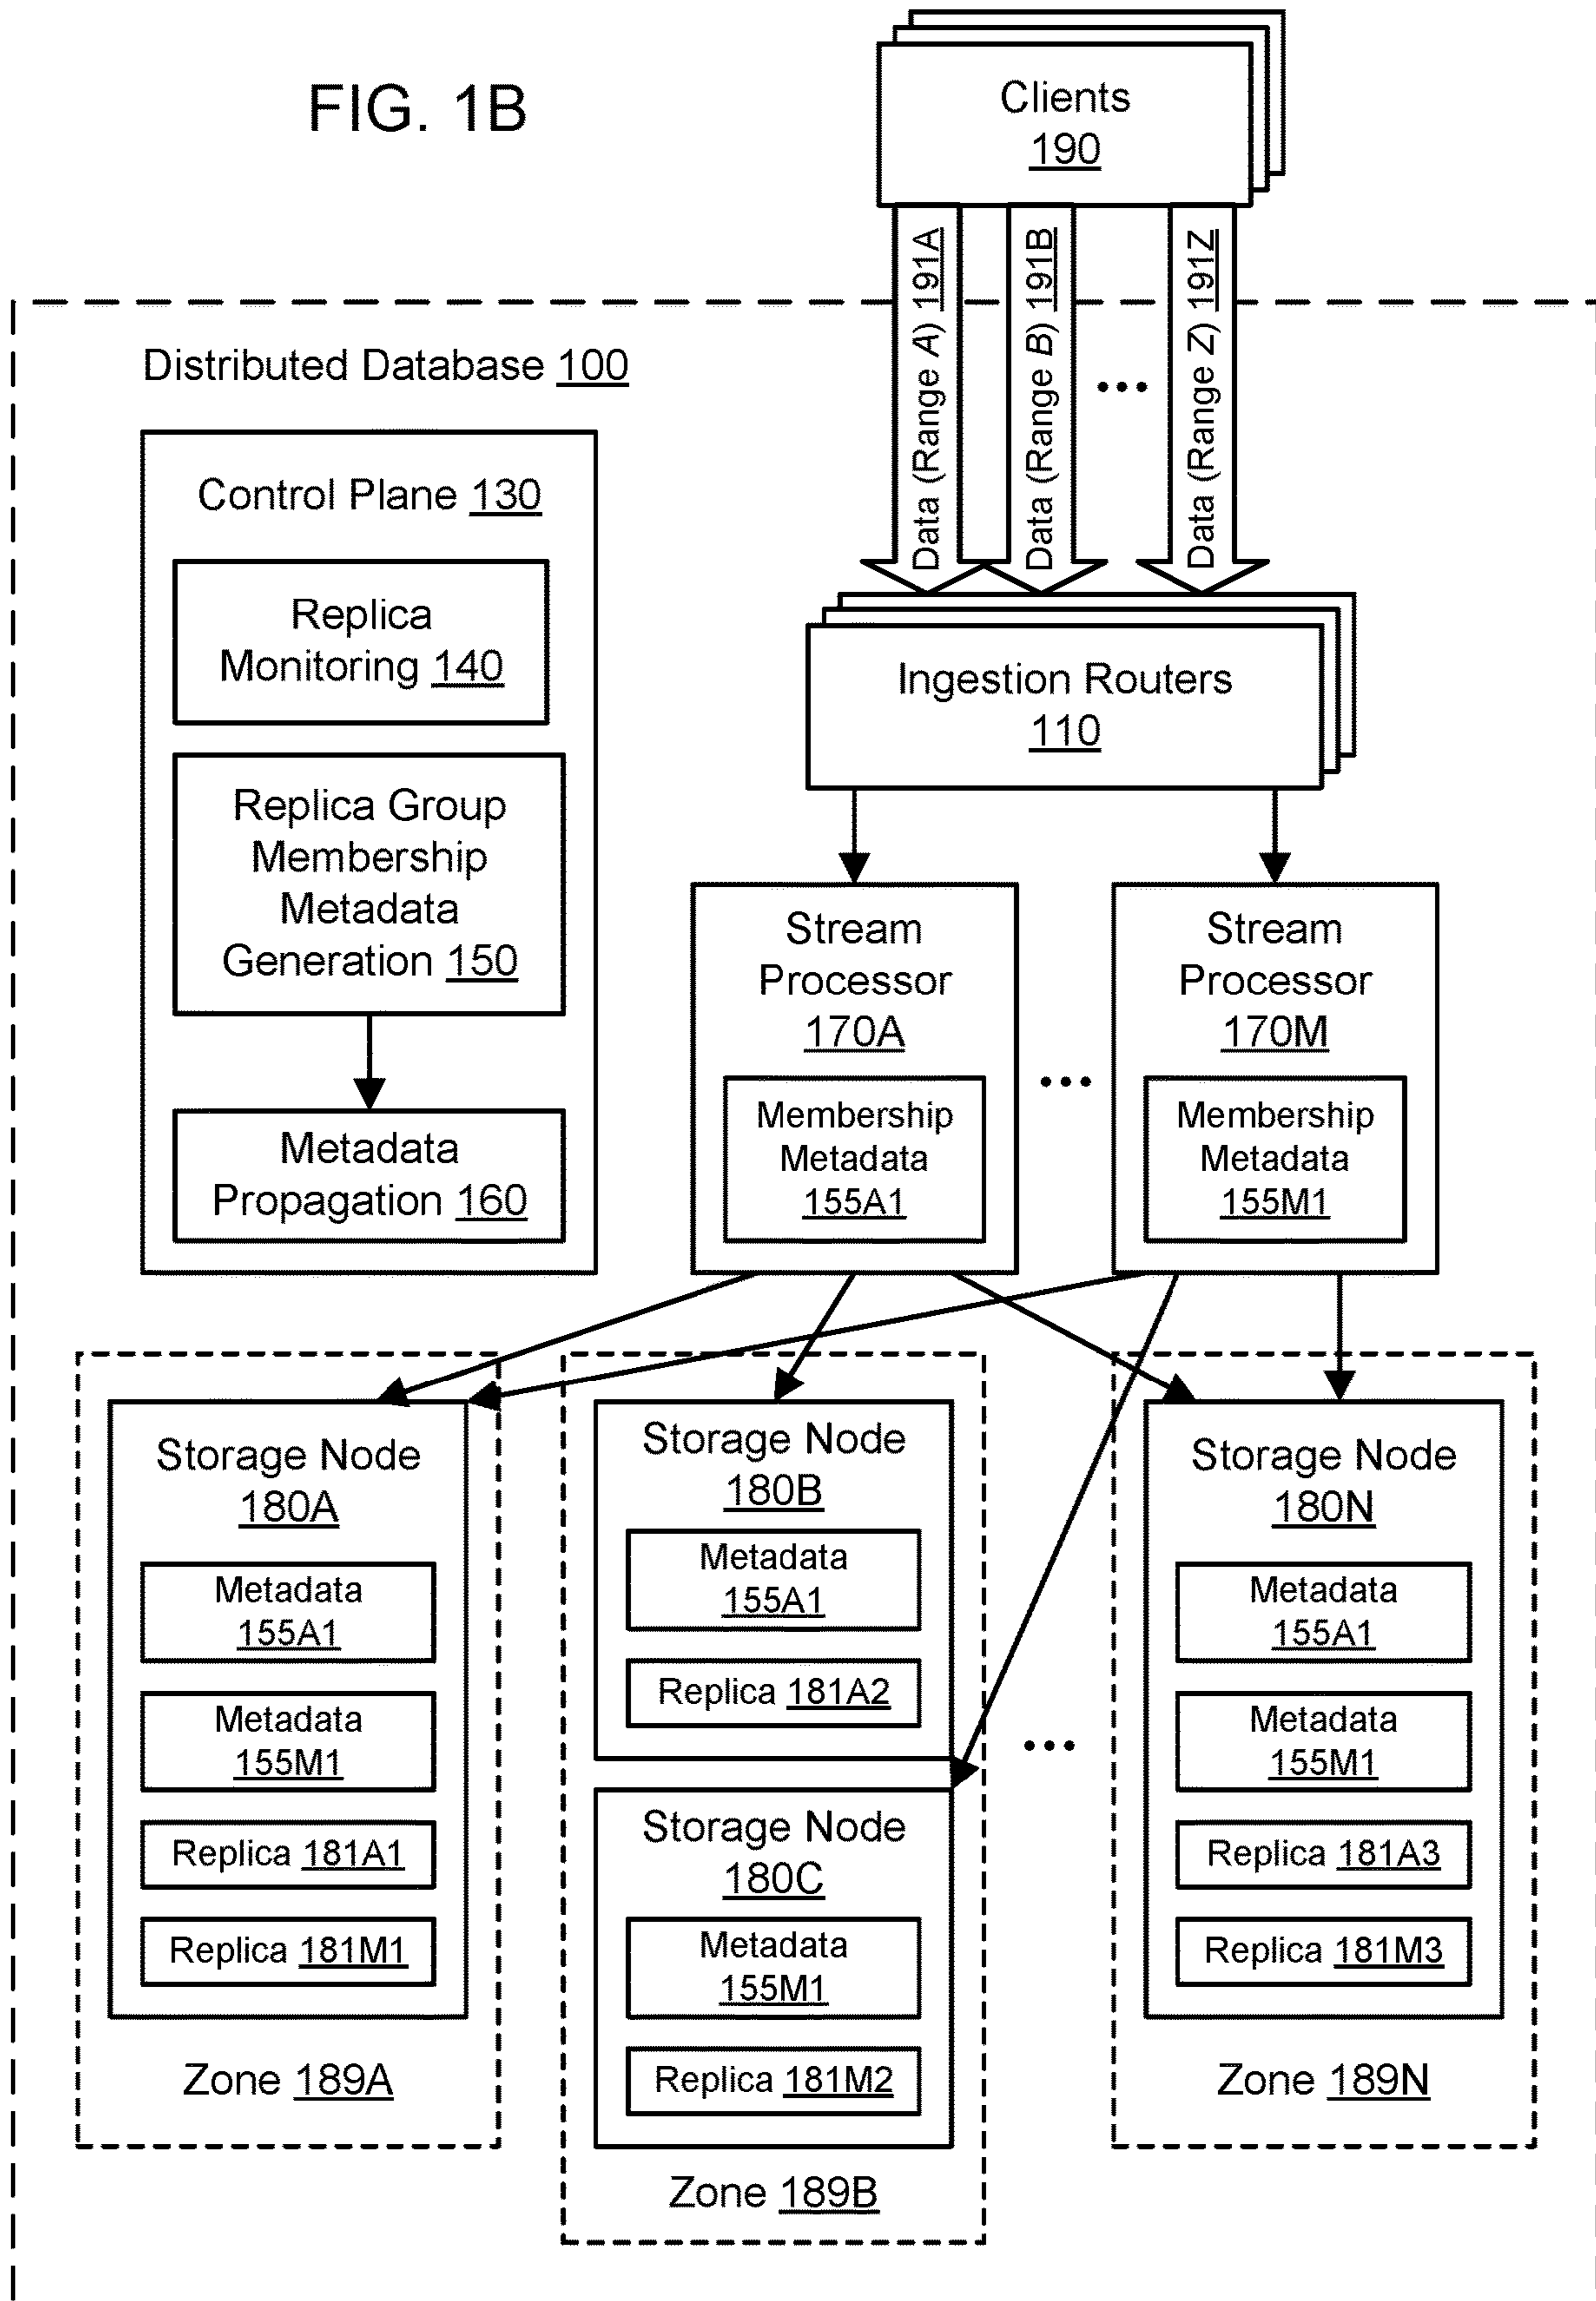 FIG. 1B
Clients
190
Data (Range A) 191A
Data (Range B) 191B
...
Data (Range Z) 191Z
Distributed Database 100
Control Plane 130
Replica
Monitoring 140
Replica Group
Membership
Metadata
Generation 150
Metadata
Propagation 160
Ingestion Routers
110
Stream
Processor
170A
Membership
Metadata
155A1
...
Stream
Processor
170M
Membership
Metadata
155M1
Storage Node
180A
Metadata
155A1
Metadata
155M1
Replica 181A1
Replica 181M1
Zone 189A
Storage Node
180B
Metadata
155A1
Replica 181A2
Storage Node
180C
Metadata
155M1
Replica 181M2
Zone 189B
...
Storage Node
180N
Metadata
155A1
Metadata
155M1
Replica 181A3
Replica 181M3
Zone 189N